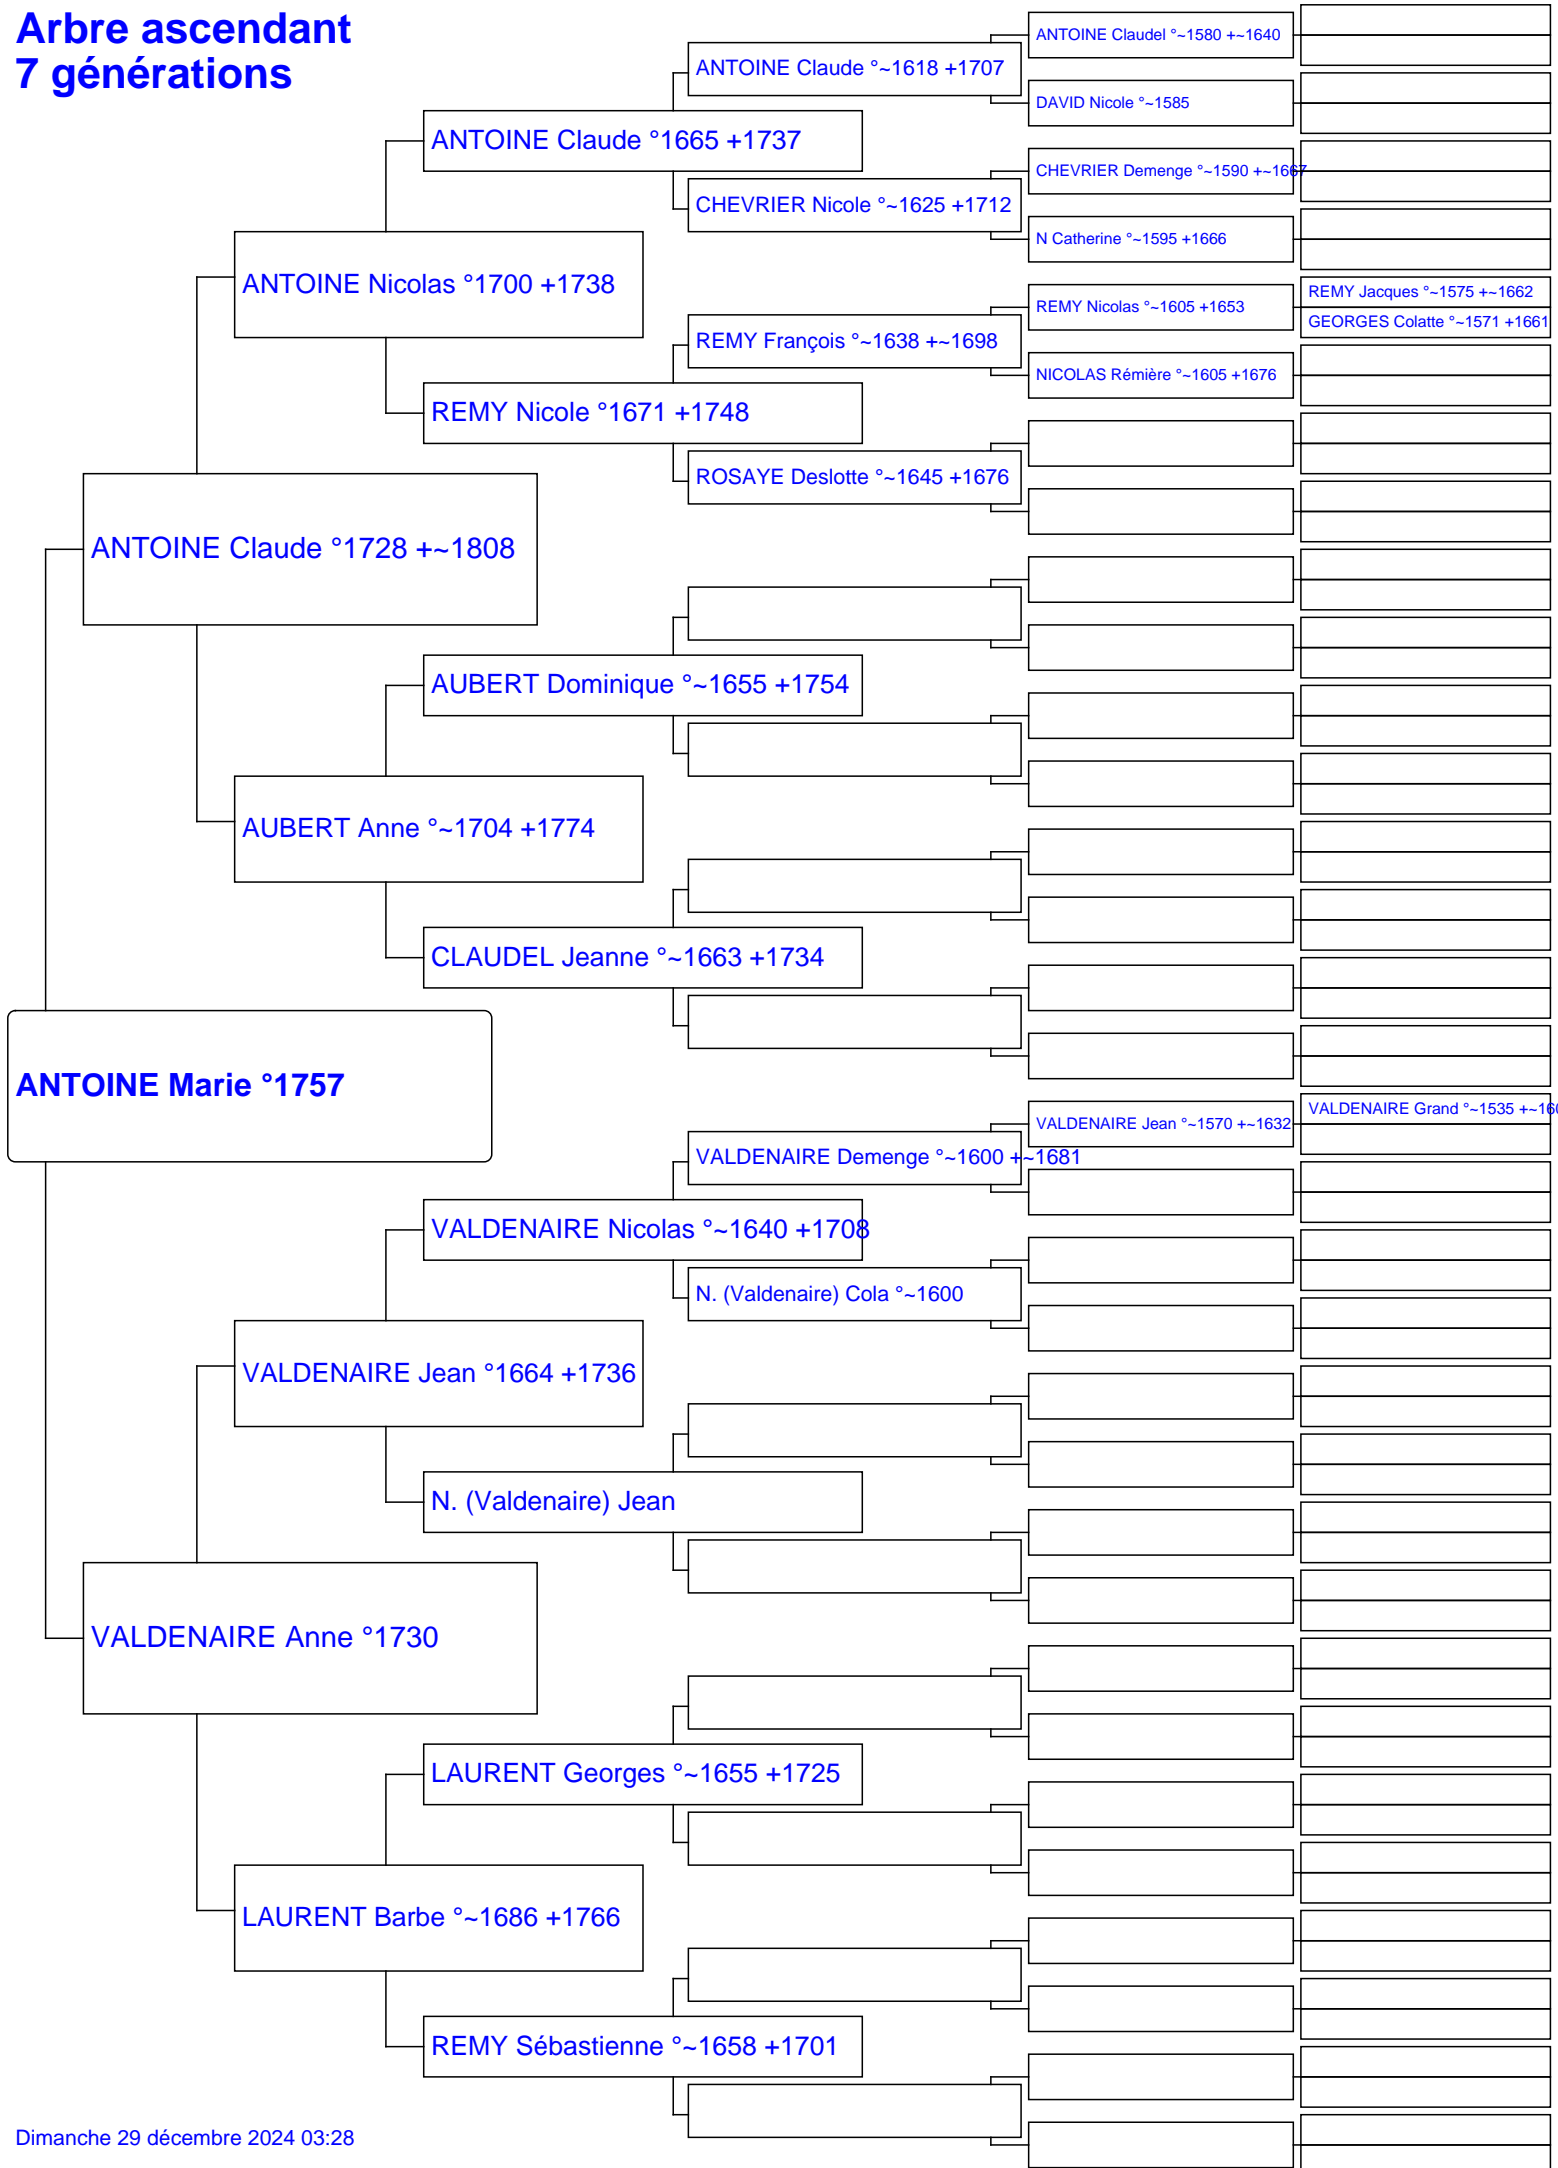 Arbre ascendant
7 générations
ANTOINE Claudel °~1580 +~1640
ANTOINE Claude °~1618 +1707
DAVID Nicole °~1585
ANTOINE Claude °1665 +1737
CHEVRIER Demenge °~1590 +~1667
CHEVRIER Nicole °~1625 +1712
N Catherine °~1595 +1666
ANTOINE Nicolas °1700 +1738
REMY Jacques °~1575 +~1662
REMY Nicolas °~1605 +1653
GEORGES Colatte °~1571 +1661
REMY François °~1638 +~1698
NICOLAS Rémière °~1605 +1676
REMY Nicole °1671 +1748
ROSAYE Deslotte °~1645 +1676
ANTOINE Claude °1728 +~1808
AUBERT Dominique °~1655 +1754
AUBERT Anne °~1704 +1774
CLAUDEL Jeanne °~1663 +1734
ANTOINE Marie °1757
VALDENAIRE Grand °~1535
VALDENAIRE Jean °~1570 +~1632
VALDENAIRE Demenge °~1600 +~1681
VALDENAIRE Nicolas °~1640 +1708
N. (Valdenaire) Cola °~1600
VALDENAIRE Jean °1664 +1736
N. (Valdenaire) Jean
VALDENAIRE Anne °1730
LAURENT Georges °~1655 +1725
LAURENT Barbe °~1686 +1766
REMY Sébastienne °~1658 +1701
Dimanche 29 décembre 2024 03:28